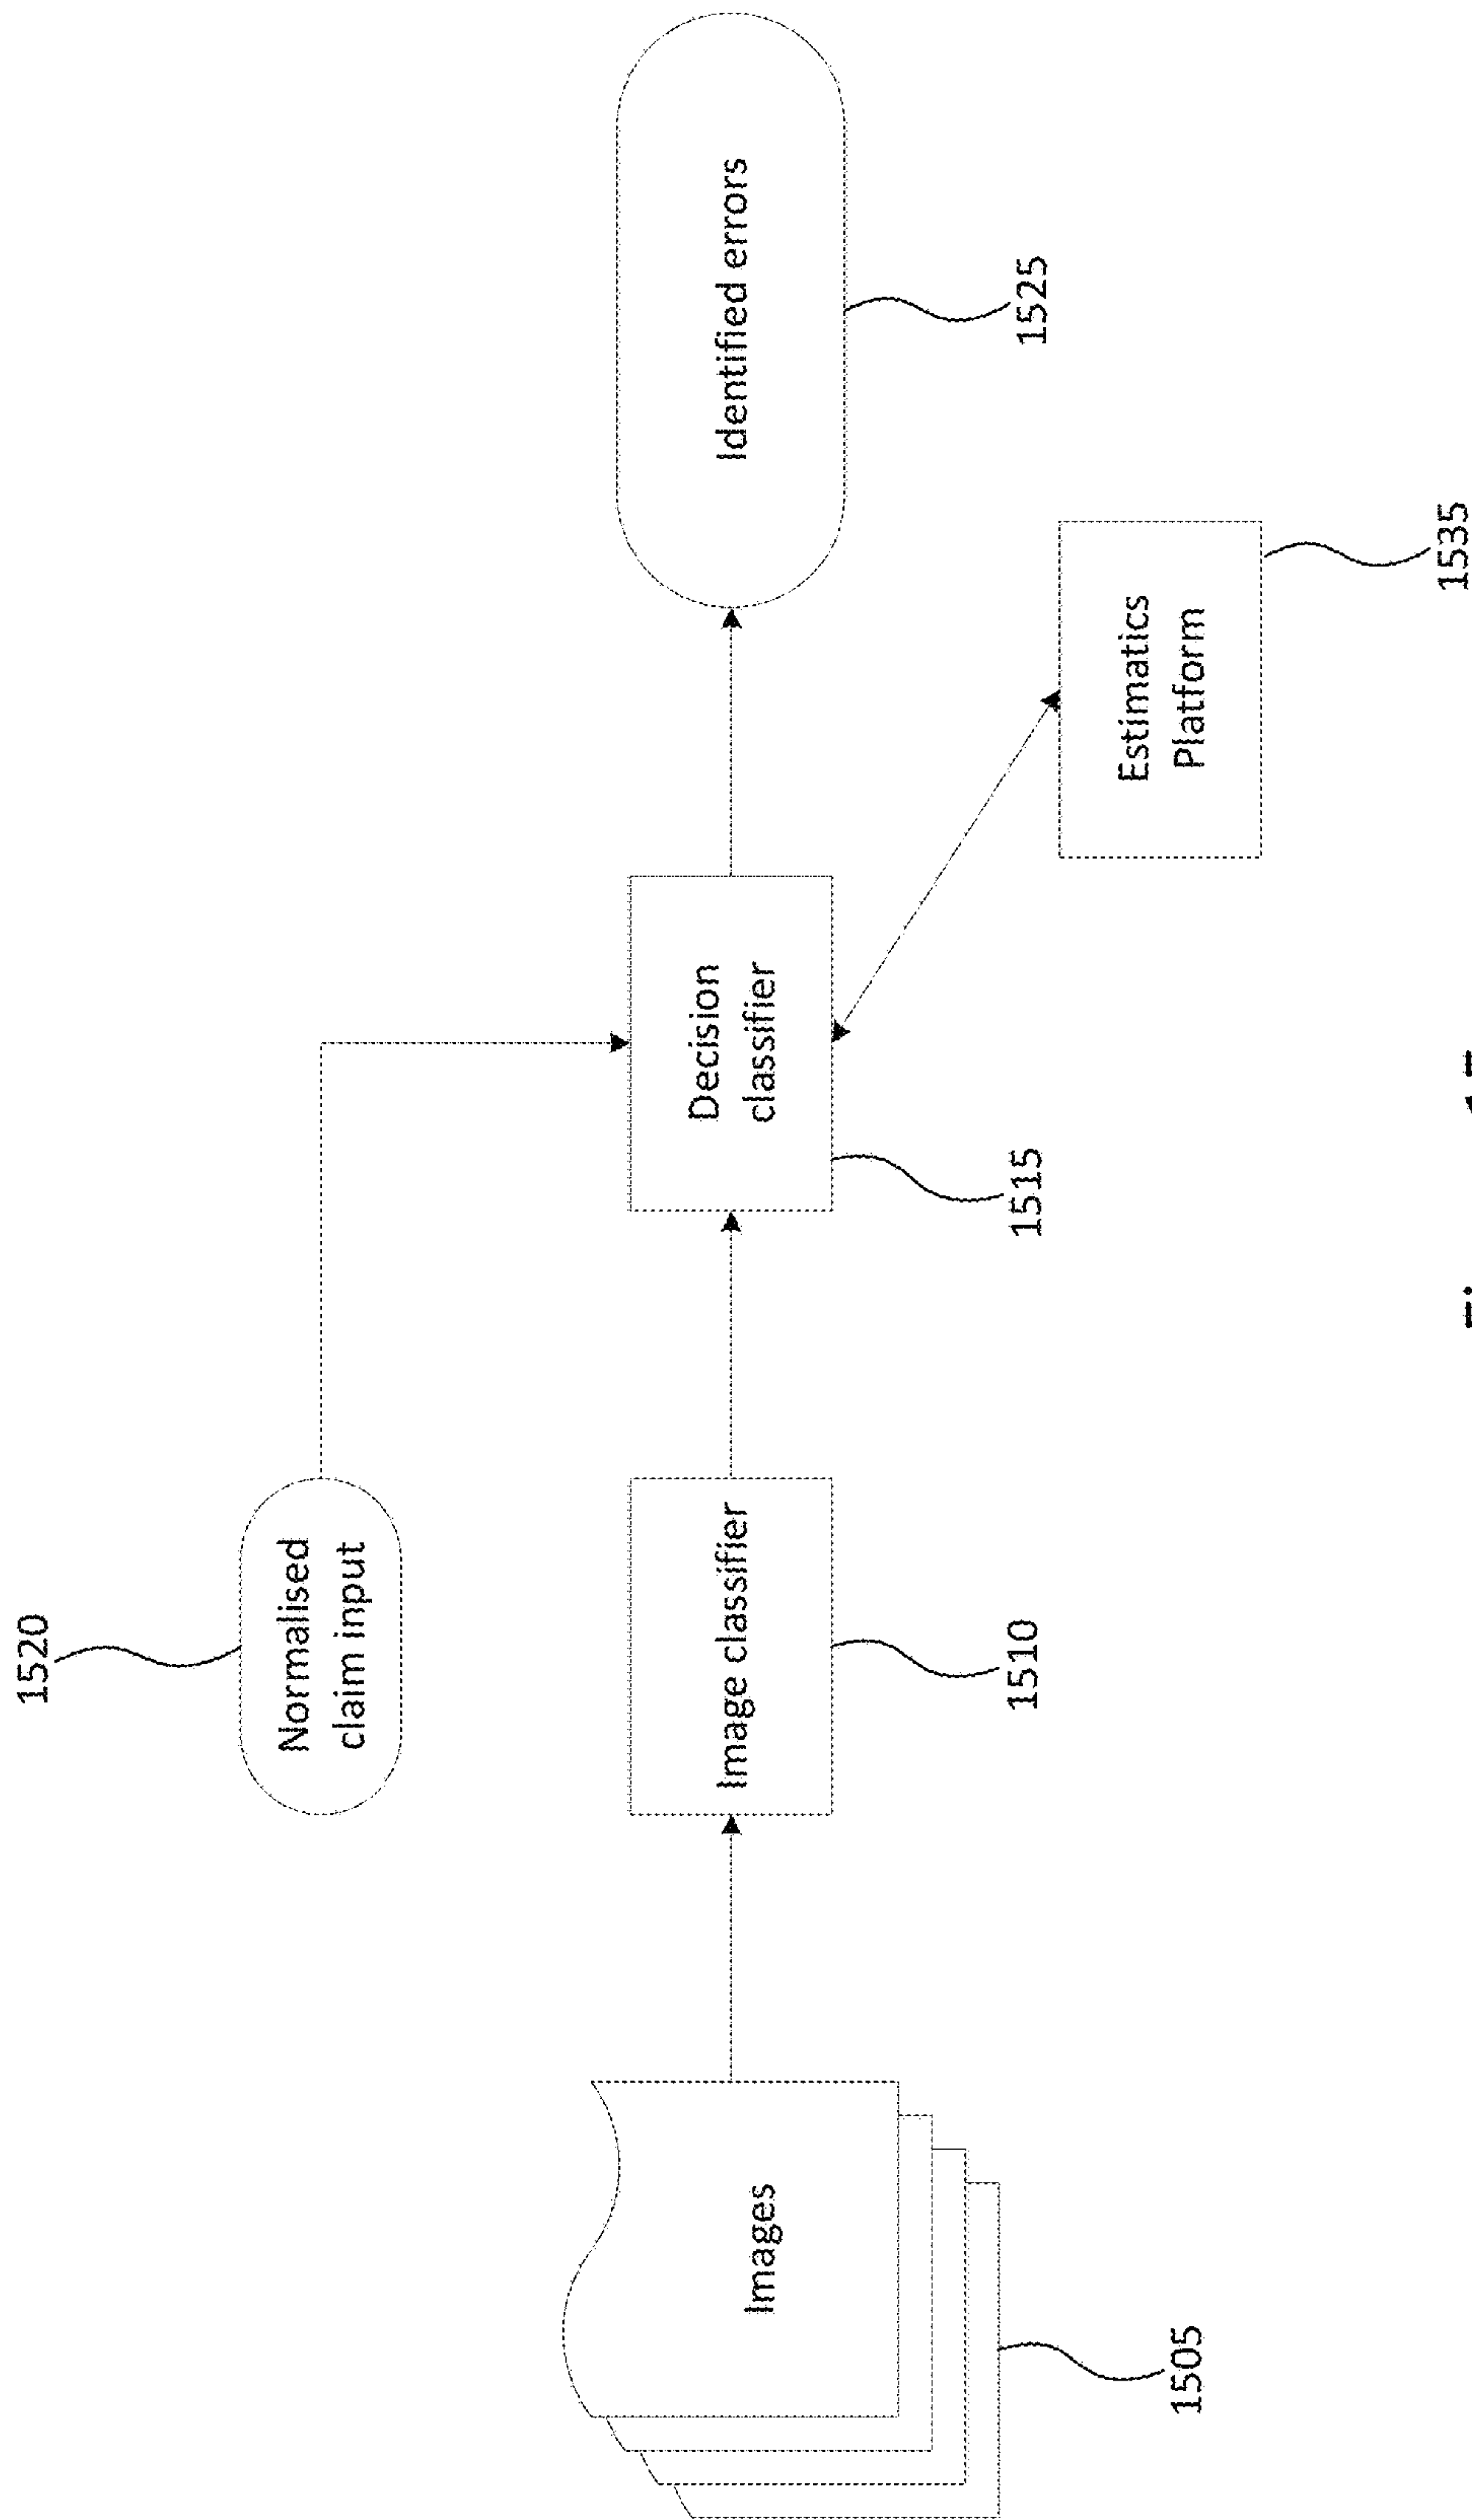 1520
Normalised
claim input
Images
Image classifier
Decision
classifier
Identified errors
1505
1510
1515
1525
Estimatics
Platform
1535